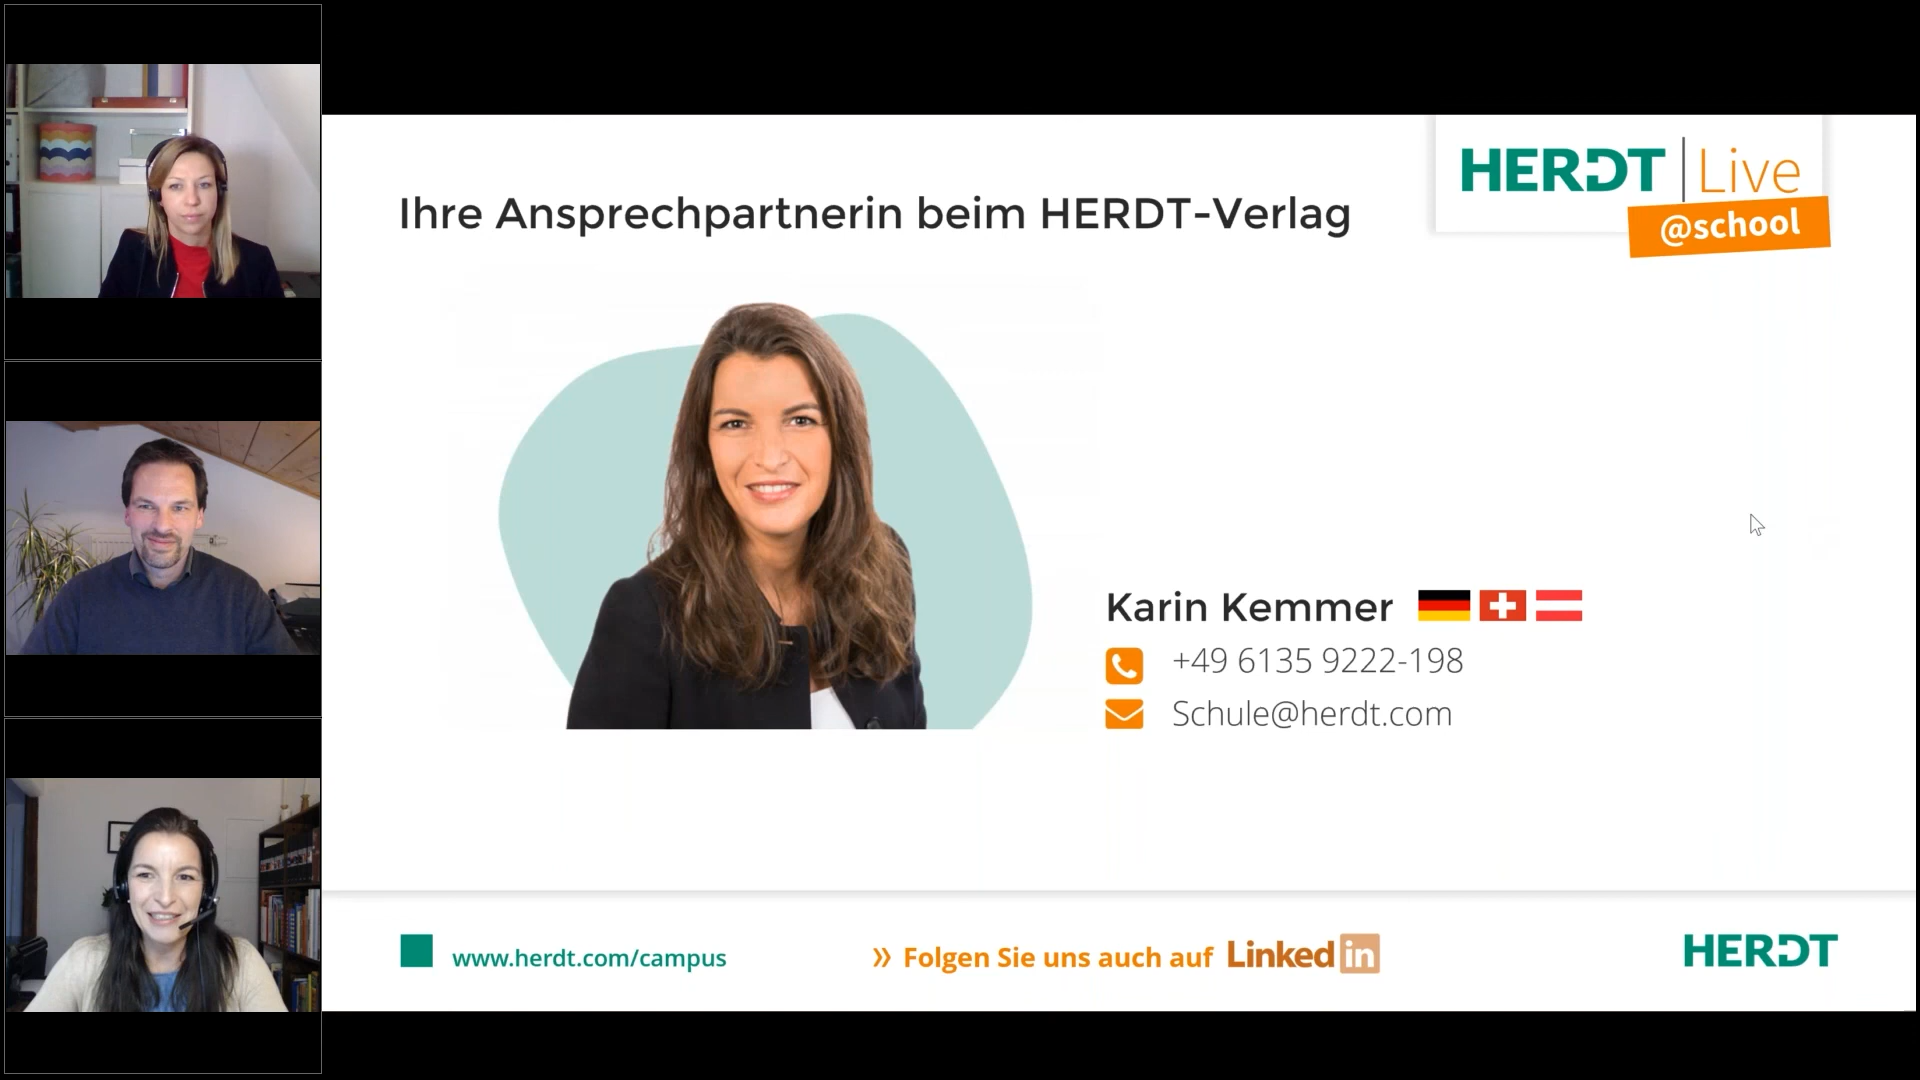 HERDT Live
@school
Ihre Ansprechpartnerin beim HERDT-Verlag
Karin Kemmer
+49 6135 9222-198
Schule@herdt.com
www.herdt.com/campus
» Folgen Sie uns auch auf LinkedIn
HERDT